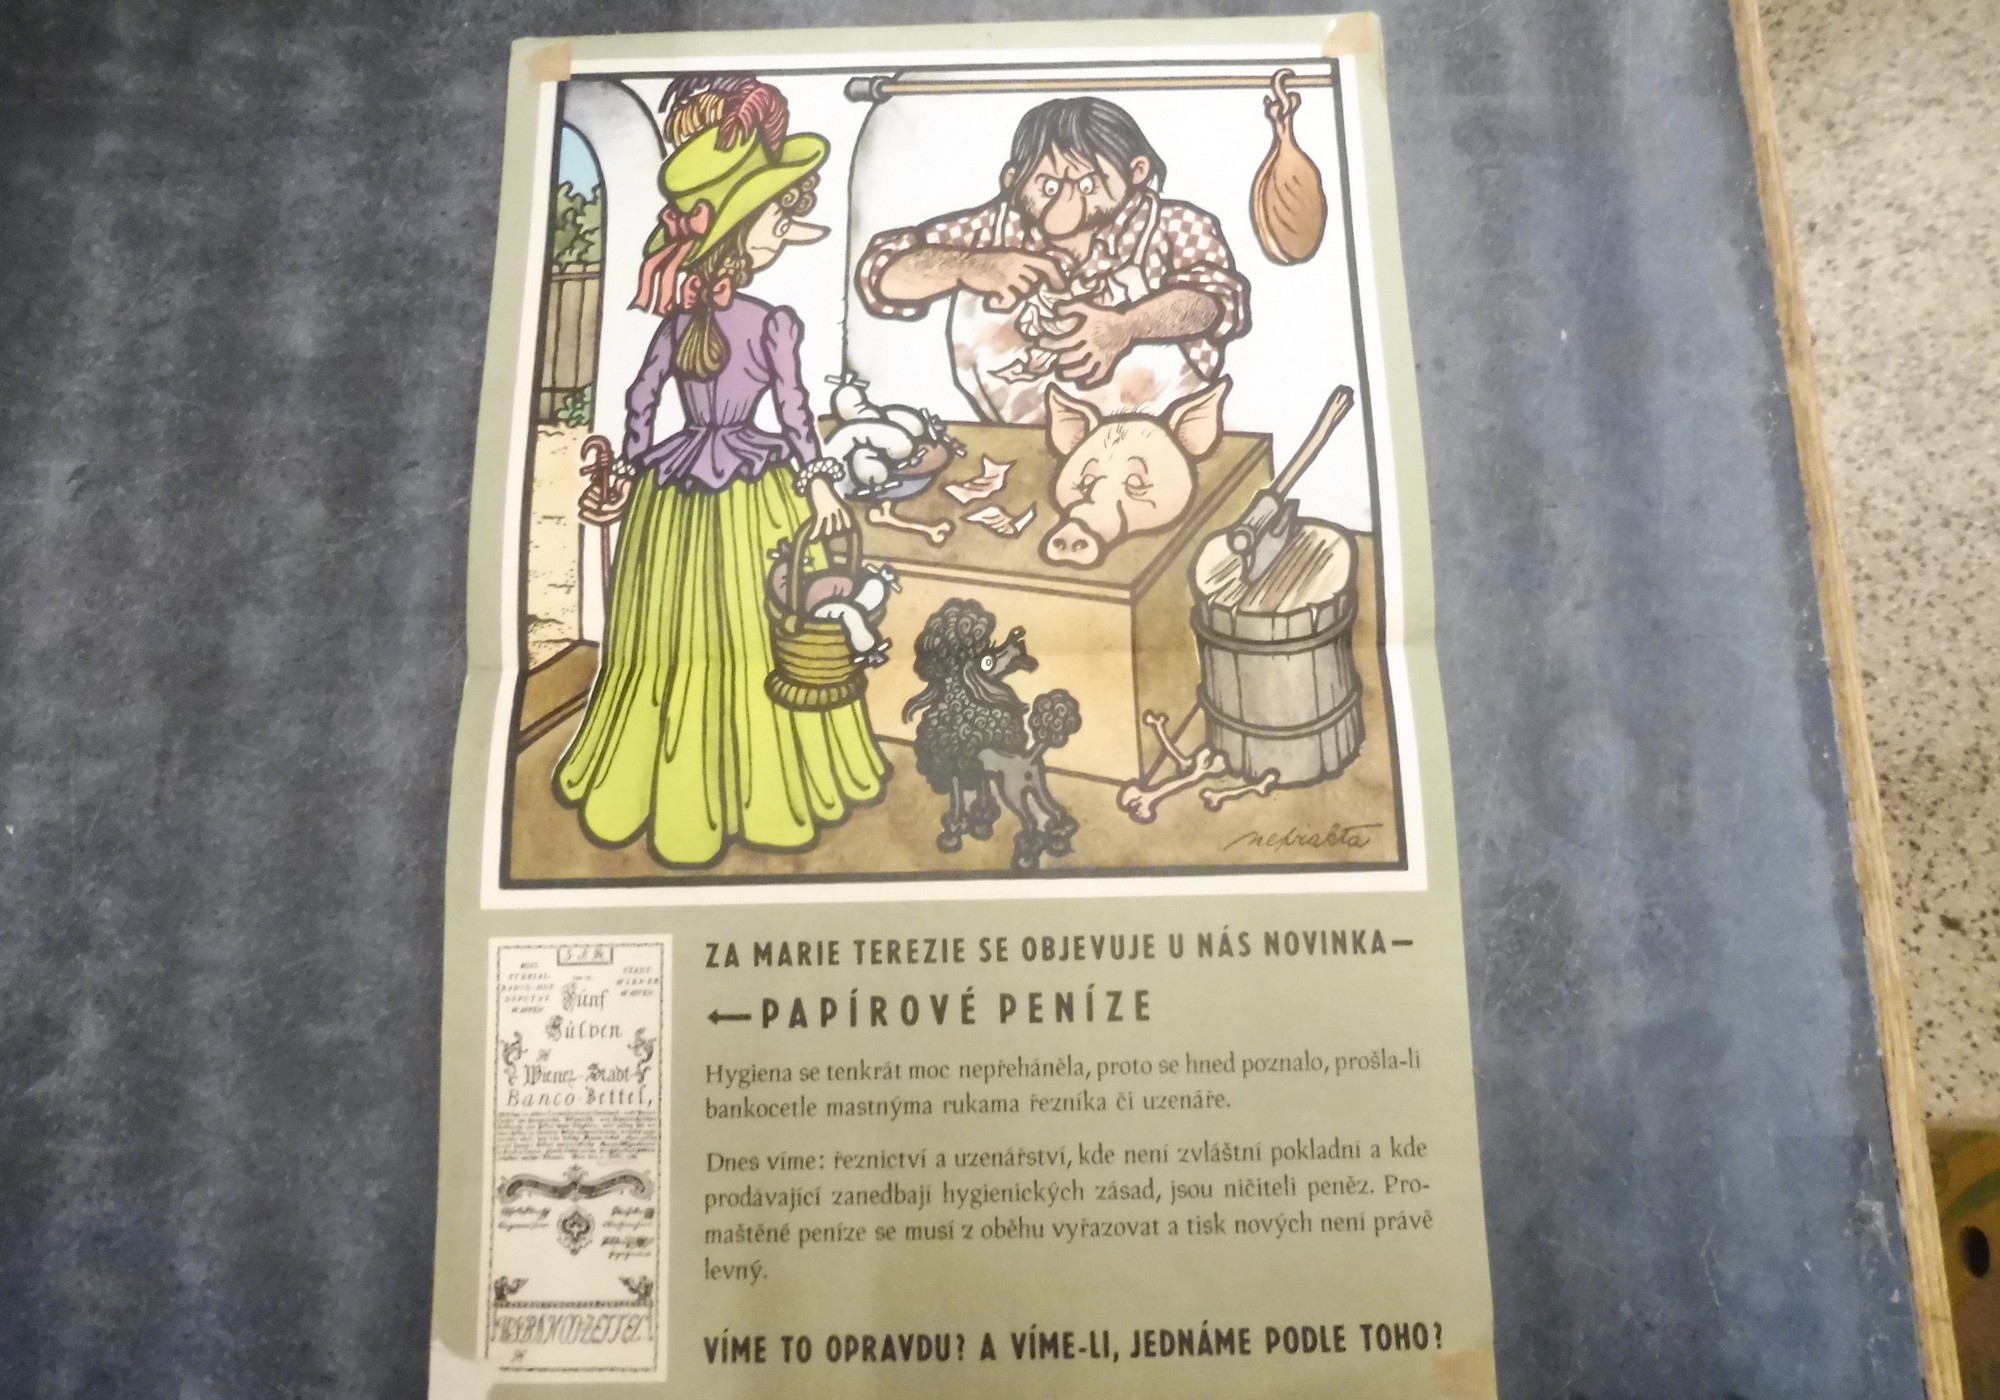 neprakta
ZA MARIE TEREZIE SE OBJEVUJE U NÁS NOVINKA—
←PAPÍROVÉ PENÍZE
Hygiena se tenkrát moc nepřeháněla, proto se hned poznalo, prošla-li
bankocetle mastnýma rukama řezníka či uzenáře.
Dnes víme: řeznictví a uzenářství, kde není zvláštní pokladní a kde
prodávající zanedbají hygienických zásad, jsou ničiteli peněz. Pro-
maštěné peníze se musí z oběhu vyřazovat a tisk nových není právě
levný.
VÍME TO OPRAVDU? A VÍME-LI, JEDNÁME PODLE TOHO?
Fünf
Gulden
Wiener-Stadt-
Banco-Zettel,